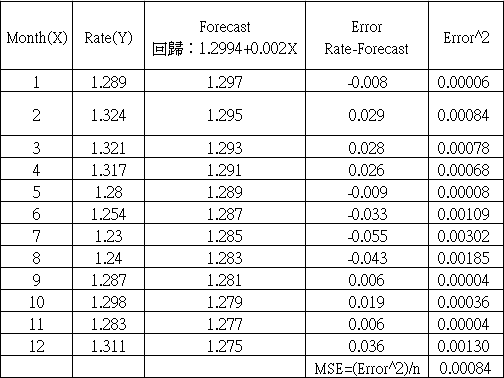 Month(X) Rate(Y) Forecast 回歸：1.2994+0.002X Error Rate-Forecast Error^2
1 1.289 1.297 -0.008 0.00006
2 1.324 1.295 0.029 0.00084
3 1.321 1.293 0.028 0.00078
4 1.317 1.291 0.026 0.00068
5 1.28 1.289 -0.009 0.00008
6 1.254 1.287 -0.033 0.00109
7 1.23 1.285 -0.055 0.00302
8 1.24 1.283 -0.043 0.00185
9 1.287 1.281 0.006 0.00004
10 1.298 1.279 0.019 0.00036
11 1.283 1.277 0.006 0.00004
12 1.311 1.275 0.036 0.00130
MSE=(Error^2)/n 0.00084